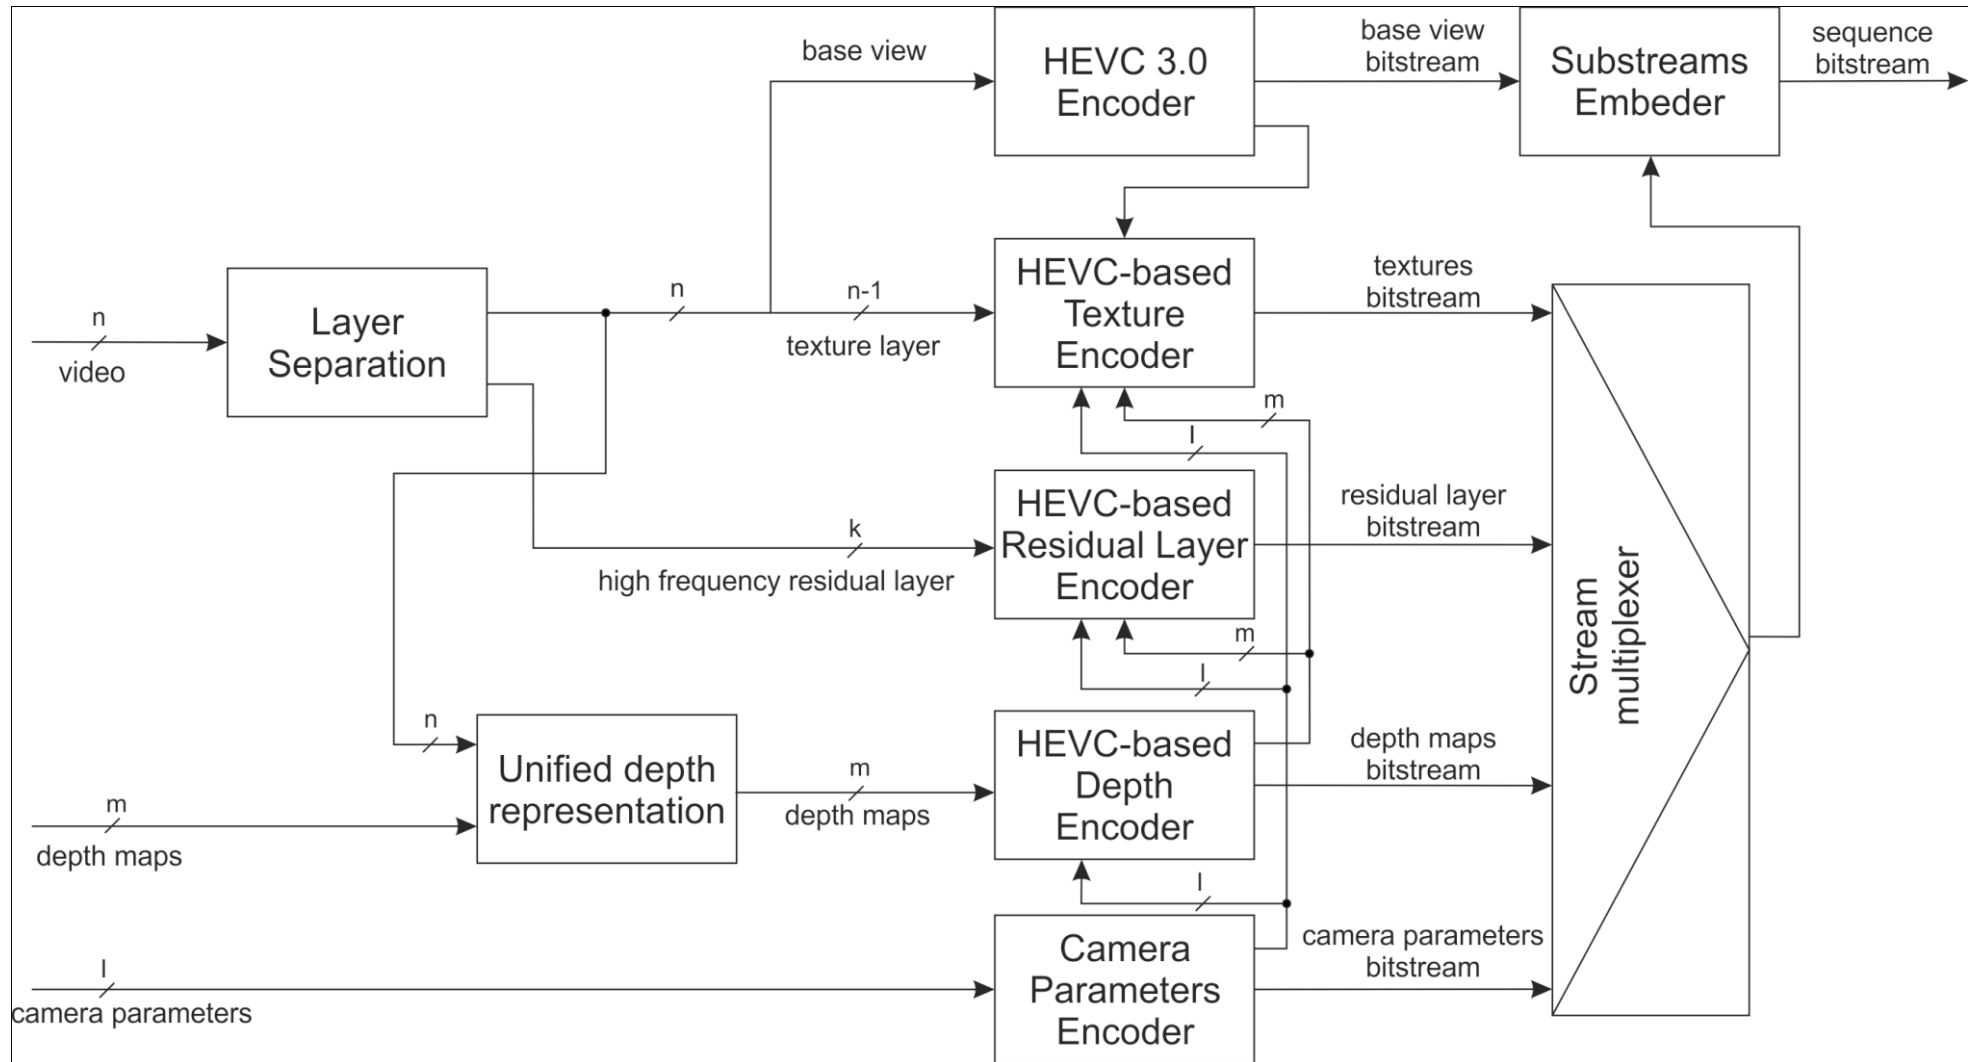 base view
HEVC 3.0
Encoder
base view
bitstream
Substreams
Embeder
sequence
bitstream
n
video
Layer
Separation
n
n-1
texture layer
HEVC-based
Texture
Encoder
textures
bitstream
m
l
k
high frequency residual layer
HEVC-based
Residual Layer
Encoder
residual layer
bitstream
m
l
Stream
multiplexer
n
m
depth maps
Unified depth
representation
m
depth maps
HEVC-based
Depth
Encoder
depth maps
bitstream
l
l
camera parameters
Camera
Parameters
Encoder
camera parameters
bitstream